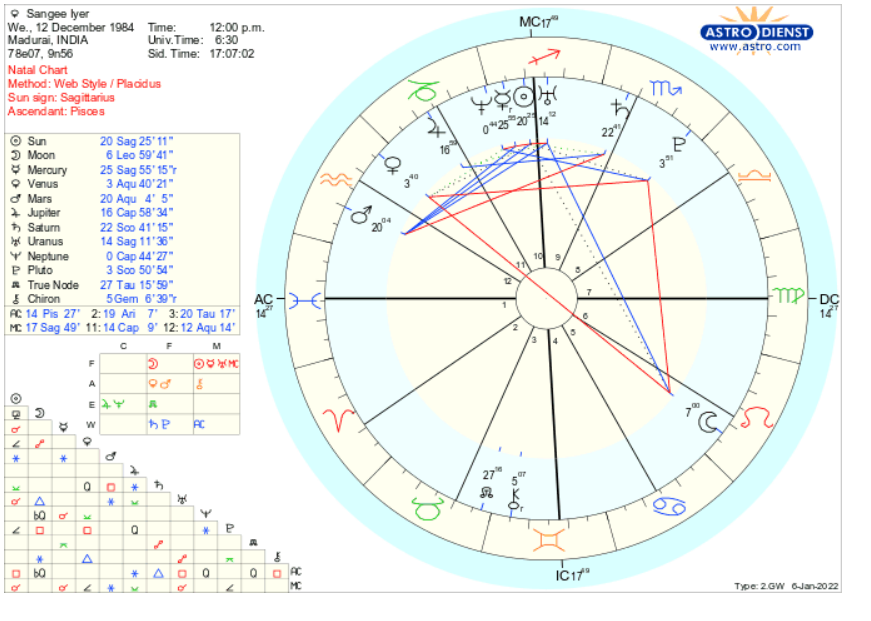 ♀ Sangee Iyer
We., 12 December 1984 Time: 12:00 p.m.
Madurai, INDIA Univ.Time: 6:30
78e07, 9n56 Sid. Time: 17:07:02
Natal Chart
Method: Web Style / Placidus
Sun sign: Sagittarius
Ascendant: Pisces
ASTRO DIENST
www.astro.com
☉ Sun 20 Sag 25'11"
☽ Moon 6 Leo 59'41"
☿ Mercury 25 Sag 55'15"r
♀ Venus 3 Aqu 40'21"
♂ Mars 20 Aqu 4' 5"
♃ Jupiter 16 Cap 58'34"
♄ Saturn 22 Sco 41'15"
♅ Uranus 14 Sag 11'36"
♆ Neptune 0 Cap 44'27"
♇ Pluto 3 Sco 50'54"
☊ True Node 27 Tau 15'59"
⚷ Chiron 5 Gem 6'39"r
AC 14 Pis 27' 2: 19 Ari 7' 3: 20 Tau 17'
MC 17 Sag 49' 11: 14 Cap 9' 12: 12 Aqu 14'
C F M
F ☽ ☉ ☿ ♅ MC
A ♀ ♂ ⚷
E ♃ ♆ ☊
W ♄ ♇ AC
MC 17 49
0 44 25 55 20 25 14 12
22 41
16 59
3 51
3 40
20 04
AC 14 27
DC 14 27
10 9
11 8
12 7
1 6
2 5
3 4
7 00
27 16 5 07 r
IC 17 49
AC
MC
Type: 2.GW 6-Jan-2022